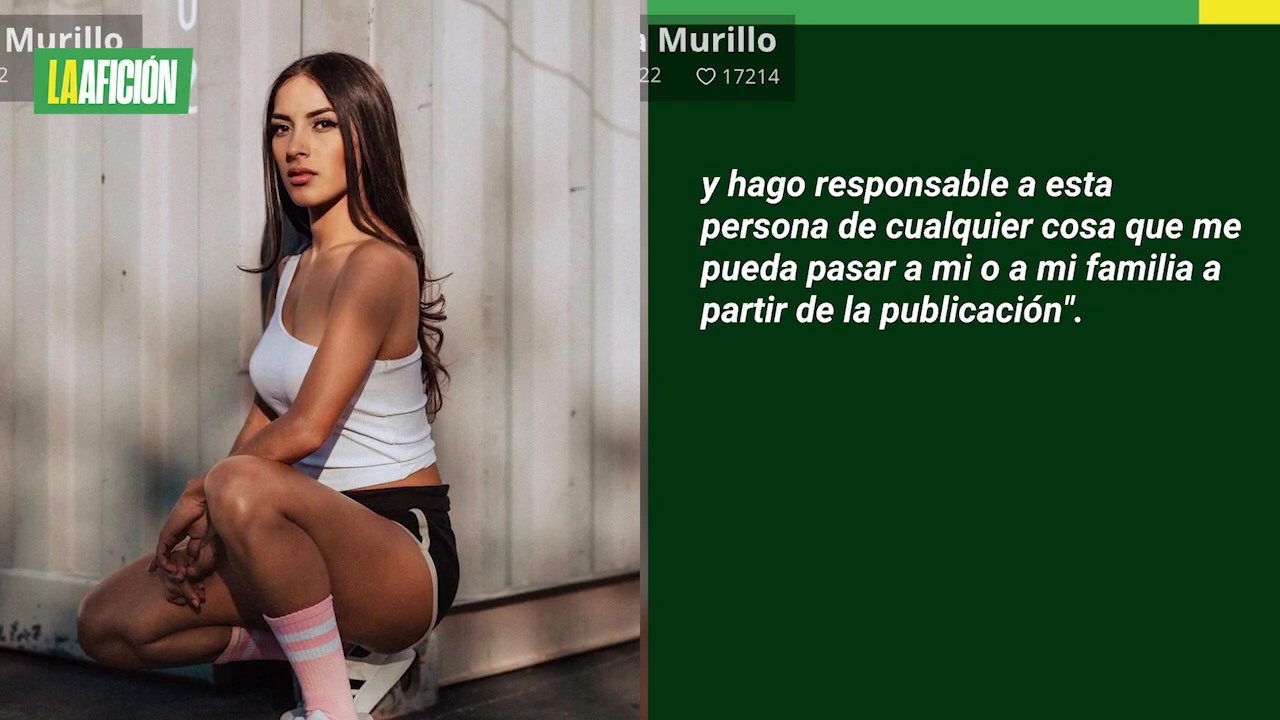 Murillo
2
LAAFICIÓN
a Murillo
22 17214
y hago responsable a esta
persona de cualquier cosa que me
pueda pasar a mi o a mi familia a
partir de la publicación".